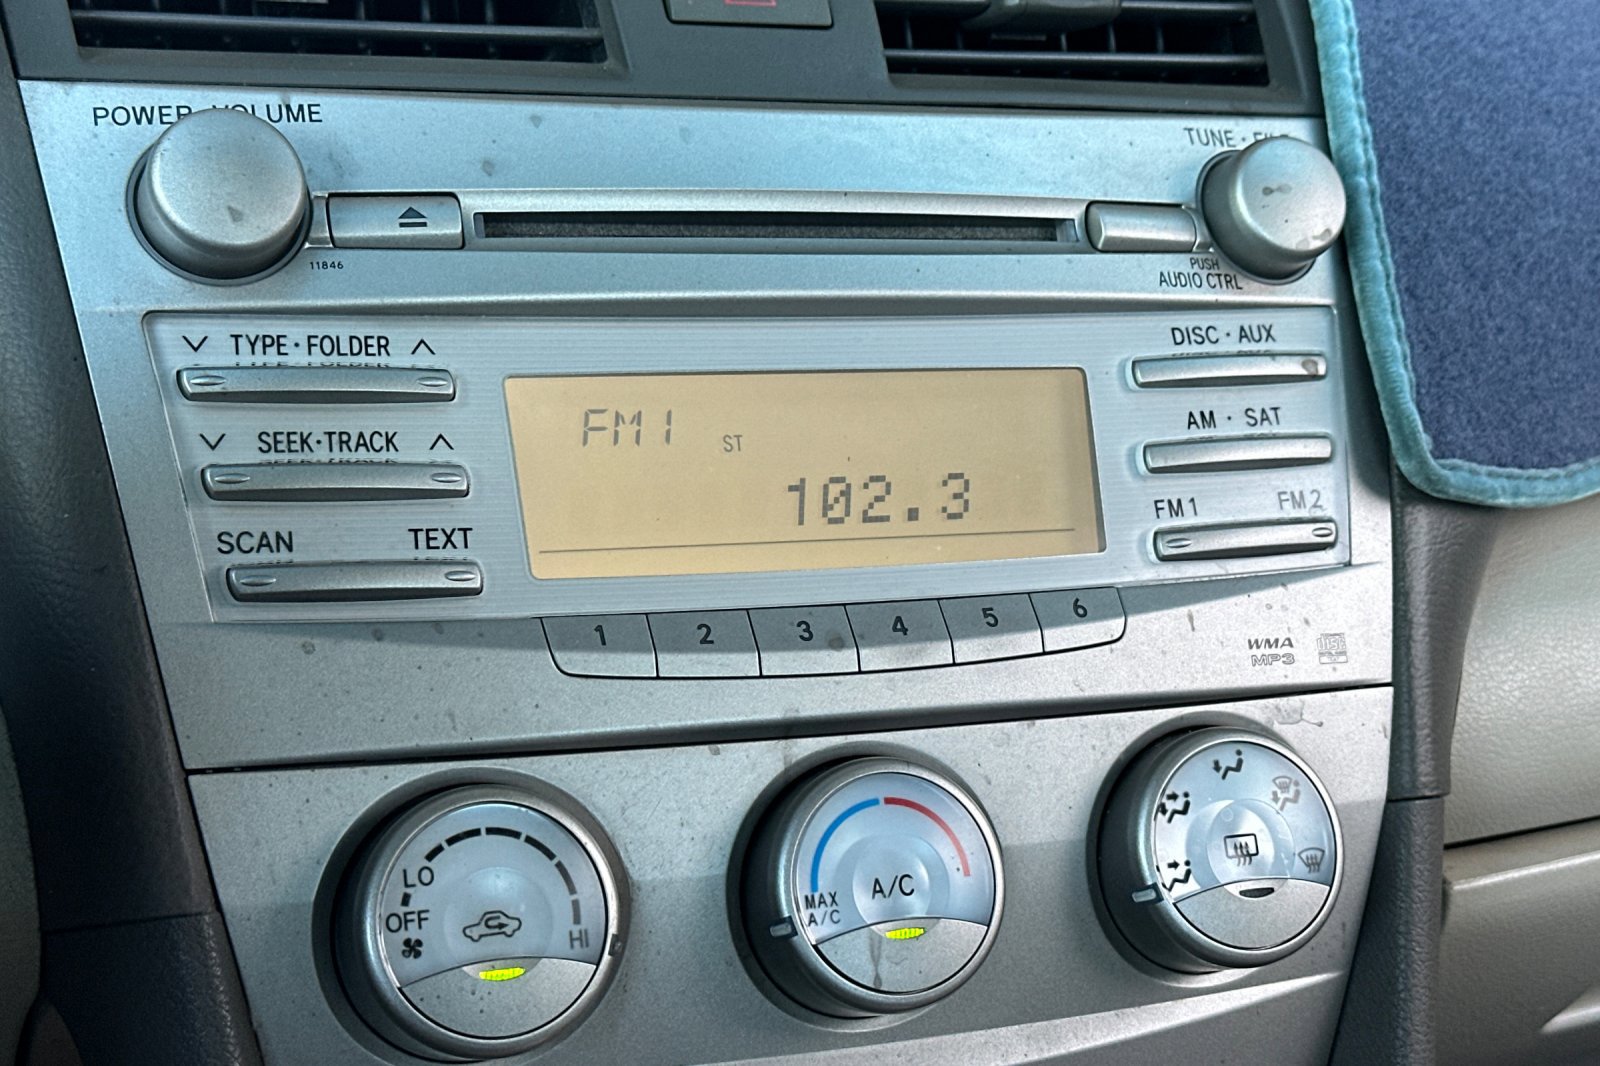 POWER VOLUME
TUNE · FILE
11846
PUSH
AUDIO CTRL
TYPE · FOLDER
DISC · AUX
SEEK · TRACK
AM · SAT
SCAN TEXT
FM1 FM2
FM1 ST
102.3
1 2 3 4 5 6
WMA
MP3
DISC
LO
OFF
HI
MAX
A/C
A/C